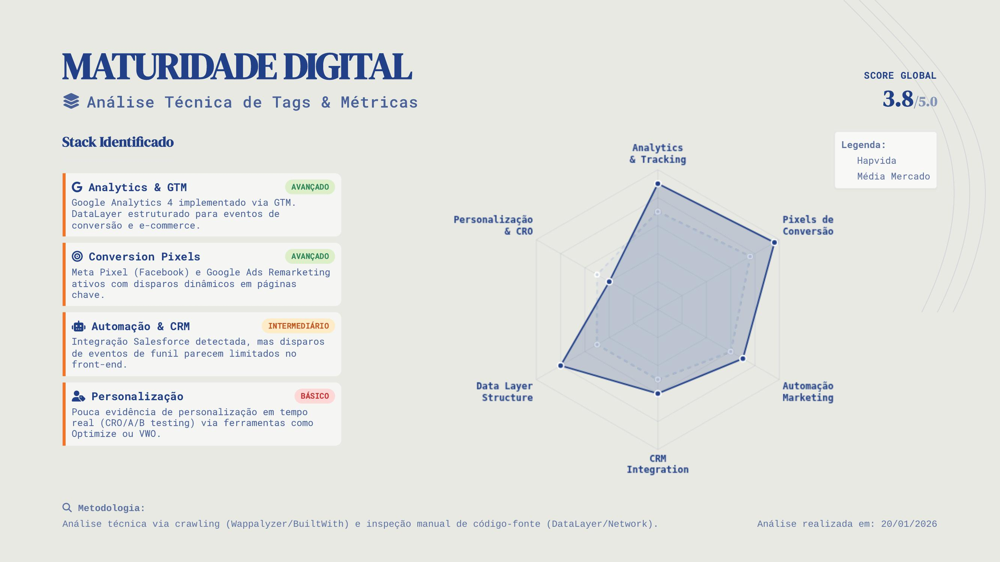 MATURIDADE DIGITAL
Análise Técnica de Tags & Métricas
SCORE GLOBAL
3.8/5.0
Stack Identificado
Analytics & GTM
AVANÇADO
Google Analytics 4 implementado via GTM.
DataLayer estruturado para eventos de
conversão e e-commerce.
Conversion Pixels
AVANÇADO
Meta Pixel (Facebook) e Google Ads Remarketing
ativos com disparos dinâmicos em páginas
chave.
Automação & CRM
INTERMEDIÁRIO
Integração Salesforce detectada, mas disparos
de eventos de funil parecem limitados no
front-end.
Personalização
BÁSICO
Pouca evidência de personalização em tempo
real (CRO/A/B testing) via ferramentas como
Optimize ou VWO.
Legenda:
Hapvida
Média Mercado
Analytics
& Tracking
Pixels de
Conversão
Automação
Marketing
CRM
Integration
Data Layer
Structure
Personalização
& CRO
Metodologia:
Análise técnica via crawling (Wappalyzer/BuiltWith) e inspeção manual de código-fonte (DataLayer/Network).
Análise realizada em: 20/01/2026